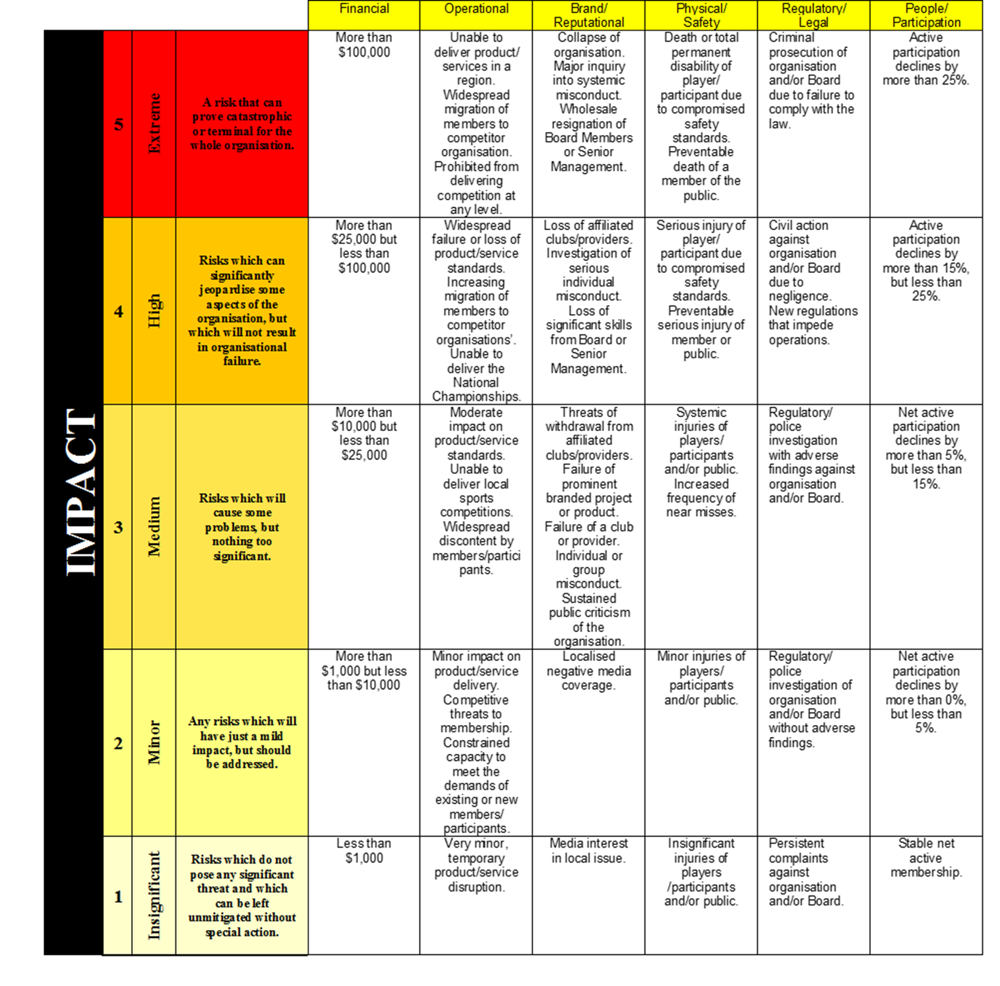 Financial
Operational
Brand/
Reputational
Physical/
Safety
Regulatory/
Legal
People/
Participation
IMPACT
5
Extreme
A risk that can
prove catastrophic
or terminal for the
whole organisation.
More than
$100,000
Unable to
deliver product/
services in a
region.
Widespread
migration of
members to
competitor
organisation.
Prohibited from
delivering
competition at
any level.
Collapse of
organisation.
Major inquiry
into systemic
misconduct.
Wholesale
resignation of
Board Members
or Senior
Management.
Death or total
permanent
disability of
player/
participant due
to compromised
safety
standards.
Preventable
death of a
member of the
public.
Criminal
prosecution of
organisation
and/or Board
due to failure to
comply with the
law.
Active
participation
declines by
more than 25%.
4
High
Risks which can
significantly
jeopardise some
aspects of the
organisation, but
which will not result
in organisational
failure.
More than
$25,000 but
less than
$100,000
Widespread
failure or loss of
product/service
standards.
Increasing
migration of
members to
competitor
organisations’.
Unable to
deliver the
National
Championships.
Loss of affiliated
clubs/providers.
Investigation of
serious
individual
misconduct.
Loss of
significant skills
from Board or
Senior
Management.
Serious injury of
player/
participant due
to compromised
safety
standards.
Preventable
serious injury of
member or
public.
Civil action
against
organisation
and/or Board
due to
negligence.
New regulations
that impede
operations.
Active
participation
declines by
more than 15%,
but less than
25%.
3
Medium
Risks which will
cause some
problems, but
nothing too
significant.
More than
$10,000 but
less than
$25,000
Moderate
impact on
product/service
standards.
Unable to
deliver local
sports
competitions.
Widespread
discontent by
members/partici
pants.
Threats of
withdrawal from
affiliated
clubs/providers.
Failure of
prominent
branded project
or product.
Failure of a club
or provider.
Individual or
group
misconduct.
Sustained
public criticism
of the
organisation.
Systemic
injuries of
players/
participants
and/or public.
Increased
frequency of
near misses.
Regulatory/
police
investigation
with adverse
findings against
organisation
and/or Board.
Net active
participation
declines by
more than 5%,
but less than
15%.
2
Minor
Any risks which will
have just a mild
impact, but should
be addressed.
More than
$1,000 but less
than $10,000
Minor impact on
product/service
delivery.
Competitive
threats to
membership.
Constrained
capacity to
meet the
demands of
existing or new
members/
participants.
Localised
negative media
coverage.
Minor injuries of
players/
participants
and/or public.
Regulatory/
police
investigation of
organisation
and/or Board
without adverse
findings.
Net active
participation
declines by
more than 0%,
but less than
5%.
1
Insignificant
Risks which do not
pose any significant
threat and which
can be left
unmitigated without
special action.
Less than
$1,000
Very minor,
temporary
product/service
disruption.
Media interest
in local issue.
Insignificant
injuries of
players
/participants
and/or public.
Persistent
complaints
against
organisation
and/or Board.
Stable net
active
membership.